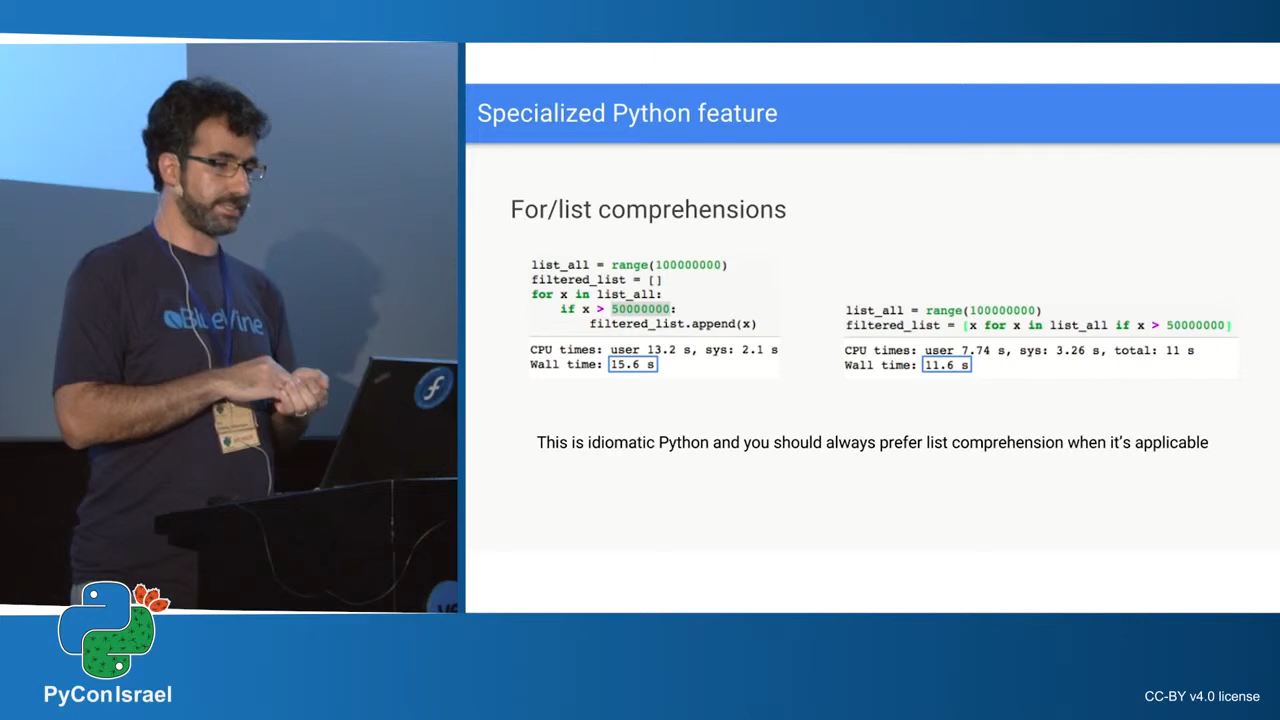 Specialized Python feature
For/list comprehensions
list_all = range(100000000)
filtered_list = []
for x in list_all:
if x > 50000000:
filtered_list.append(x)
CPU times: user 13.2 s, sys: 2.1 s
Wall time: 15.6 s
list_all = range(100000000)
filtered_list = [x for x in list_all if x > 50000000]
CPU times: user 7.74 s, sys: 3.26 s, total: 11 s
Wall time: 11.6 s
This is idiomatic Python and you should always prefer list comprehension when it's applicable
BlueVine
PyConIsrael
CC-BY v4.0 license